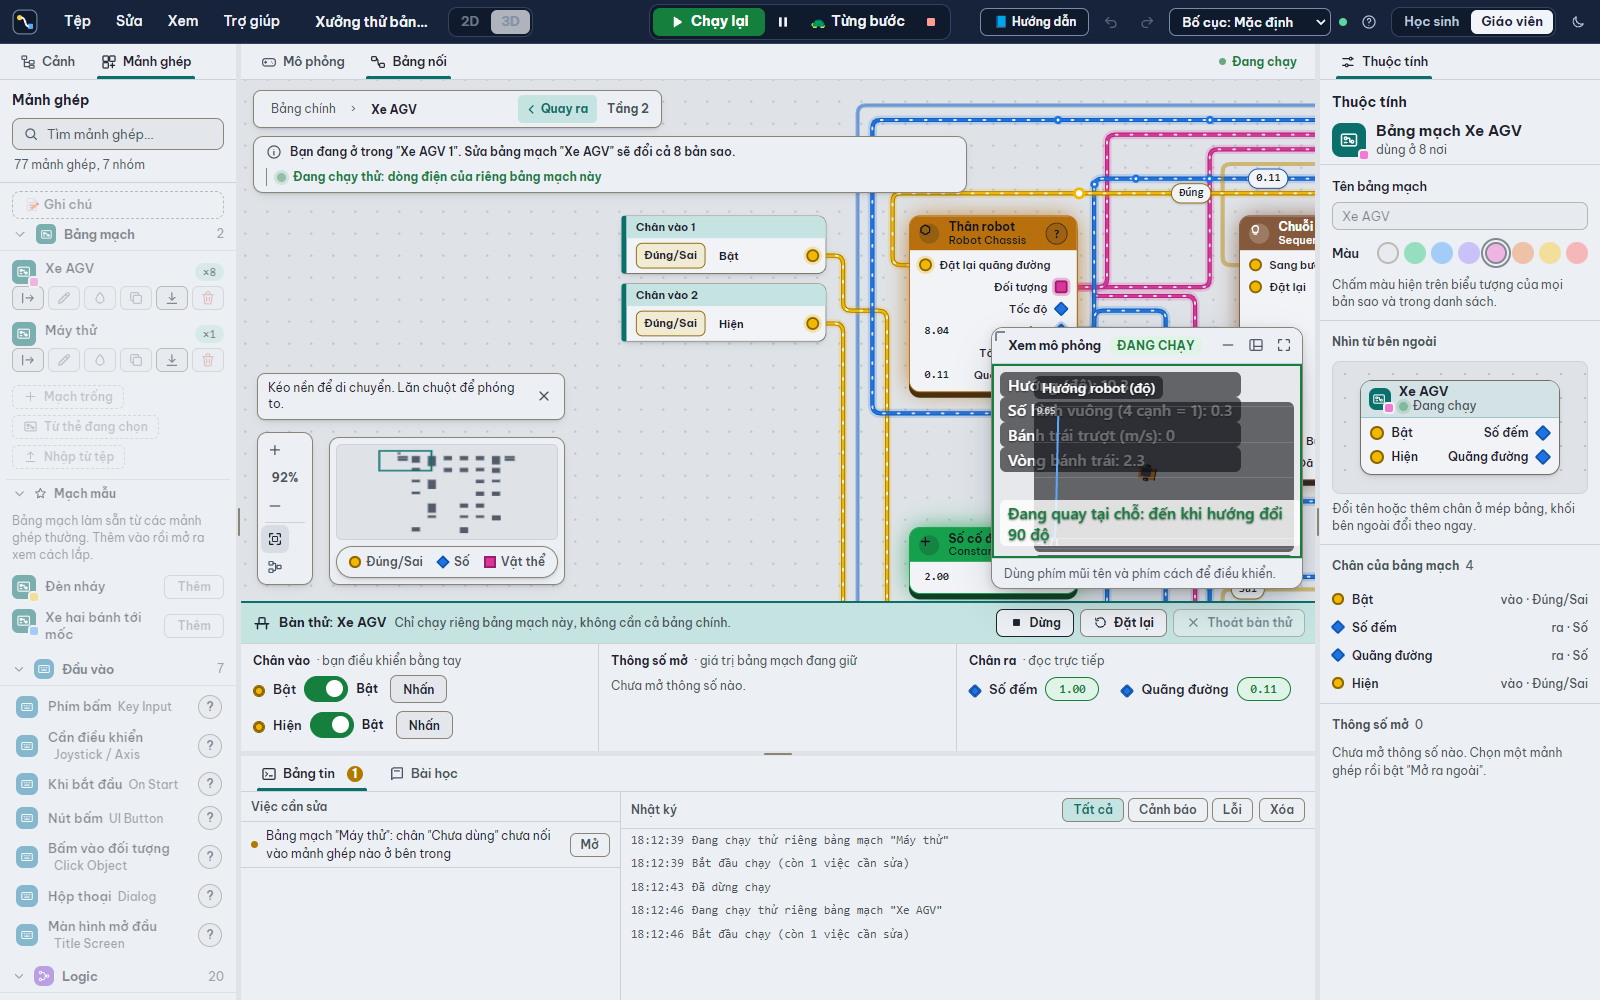 Tệp Sửa Xem Trợ giúp Xưởng thử bản... 2D 3D Chạy lại Từng bước Hướng dẫn Bố cục: Mặc định Học sinh Giáo viên
Cảnh Mảnh ghép
Mảnh ghép
Tìm mảnh ghép...
77 mảnh ghép, 7 nhóm
Ghi chú
Bảng mạch 2
Xe AGV ×8
Máy thử ×1
Mạch trống
Từ thẻ đang chọn
Nhập từ tệp
Mạch mẫu
Bảng mạch làm sẵn từ các mảnh
ghép thường. Thêm vào rồi mở ra
xem cách lắp.
Đèn nháy Thêm
Xe hai bánh tới
mốc
Thêm
Đầu vào 7
Phím bấm Key Input ?
Cần điều khiển
Joystick / Axis
?
Khi bắt đầu On Start ?
Nút bấm UI Button ?
Bấm vào đối tượng
Click Object
?
Hộp thoại Dialog ?
Màn hình mở đầu
Title Screen
?
Logic 20
Mô phỏng Bảng nối Đang chạy
Bảng chính Xe AGV Quay ra Tầng 2
Bạn đang ở trong "Xe AGV 1". Sửa bảng mạch "Xe AGV" sẽ đổi cả 8 bản sao.
Đang chạy thử: dòng điện của riêng bảng mạch này
0.11
Đúng
Chân vào 1
Đúng/Sai Bật
Chân vào 2
Đúng/Sai Hiện
Thân robot
Robot Chassis
?
Đặt lại quãng đường
Đối tượng
Tốc độ
8.04
0.11
Chuỗi
Sequen
Sang bư
Đặt lại
Số cố đ
Constan
2.00
Kéo nền để di chuyển. Lăn chuột để phóng
to.
92%
Đúng/Sai Số Vật thể
Xem mô phỏng ĐANG CHẠY
Hướng robot (độ)
9.65
Số hình vuông (4 cạnh = 1): 0.3
Bánh trái trượt (m/s): 0
Vòng bánh trái: 2.3
Đang quay tại chỗ: đến khi hướng đổi
90 độ
Dùng phím mũi tên và phím cách để điều khiển.
Bàn thử: Xe AGV Chỉ chạy riêng bảng mạch này, không cần cả bảng chính. Dừng Đặt lại Thoát bàn thử
Chân vào · bạn điều khiển bằng tay
Bật Bật Nhấn
Hiện Bật Nhấn
Thông số mở · giá trị bảng mạch đang giữ
Chưa mở thông số nào.
Chân ra · đọc trực tiếp
Số đếm 1.00 Quãng đường 0.11
Bảng tin 1 Bài học
Việc cần sửa
Bảng mạch "Máy thử": chân "Chưa dùng" chưa nối
vào mảnh ghép nào ở bên trong
Mở
Nhật ký Tất cả Cảnh báo Lỗi Xóa
18:12:39 Đang chạy thử riêng bảng mạch "Máy thử"
18:12:39 Bắt đầu chạy (còn 1 việc cần sửa)
18:12:43 Đã dừng chạy
18:12:46 Đang chạy thử riêng bảng mạch "Xe AGV"
18:12:46 Bắt đầu chạy (còn 1 việc cần sửa)
Thuộc tính
Thuộc tính
Bảng mạch Xe AGV
dùng ở 8 nơi
Tên bảng mạch
Xe AGV
Màu
Chấm màu hiện trên biểu tượng của mọi
bản sao và trong danh sách.
Nhìn từ bên ngoài
Xe AGV
Đang chạy
Bật Số đếm
Hiện Quãng đường
Đổi tên hoặc thêm chân ở mép bảng, khối
bên ngoài đổi theo ngay.
Chân của bảng mạch 4
Bật vào · Đúng/Sai
Số đếm ra · Số
Quãng đường ra · Số
Hiện vào · Đúng/Sai
Thông số mở 0
Chưa mở thông số nào. Chọn một mảnh
ghép rồi bật "Mở ra ngoài".